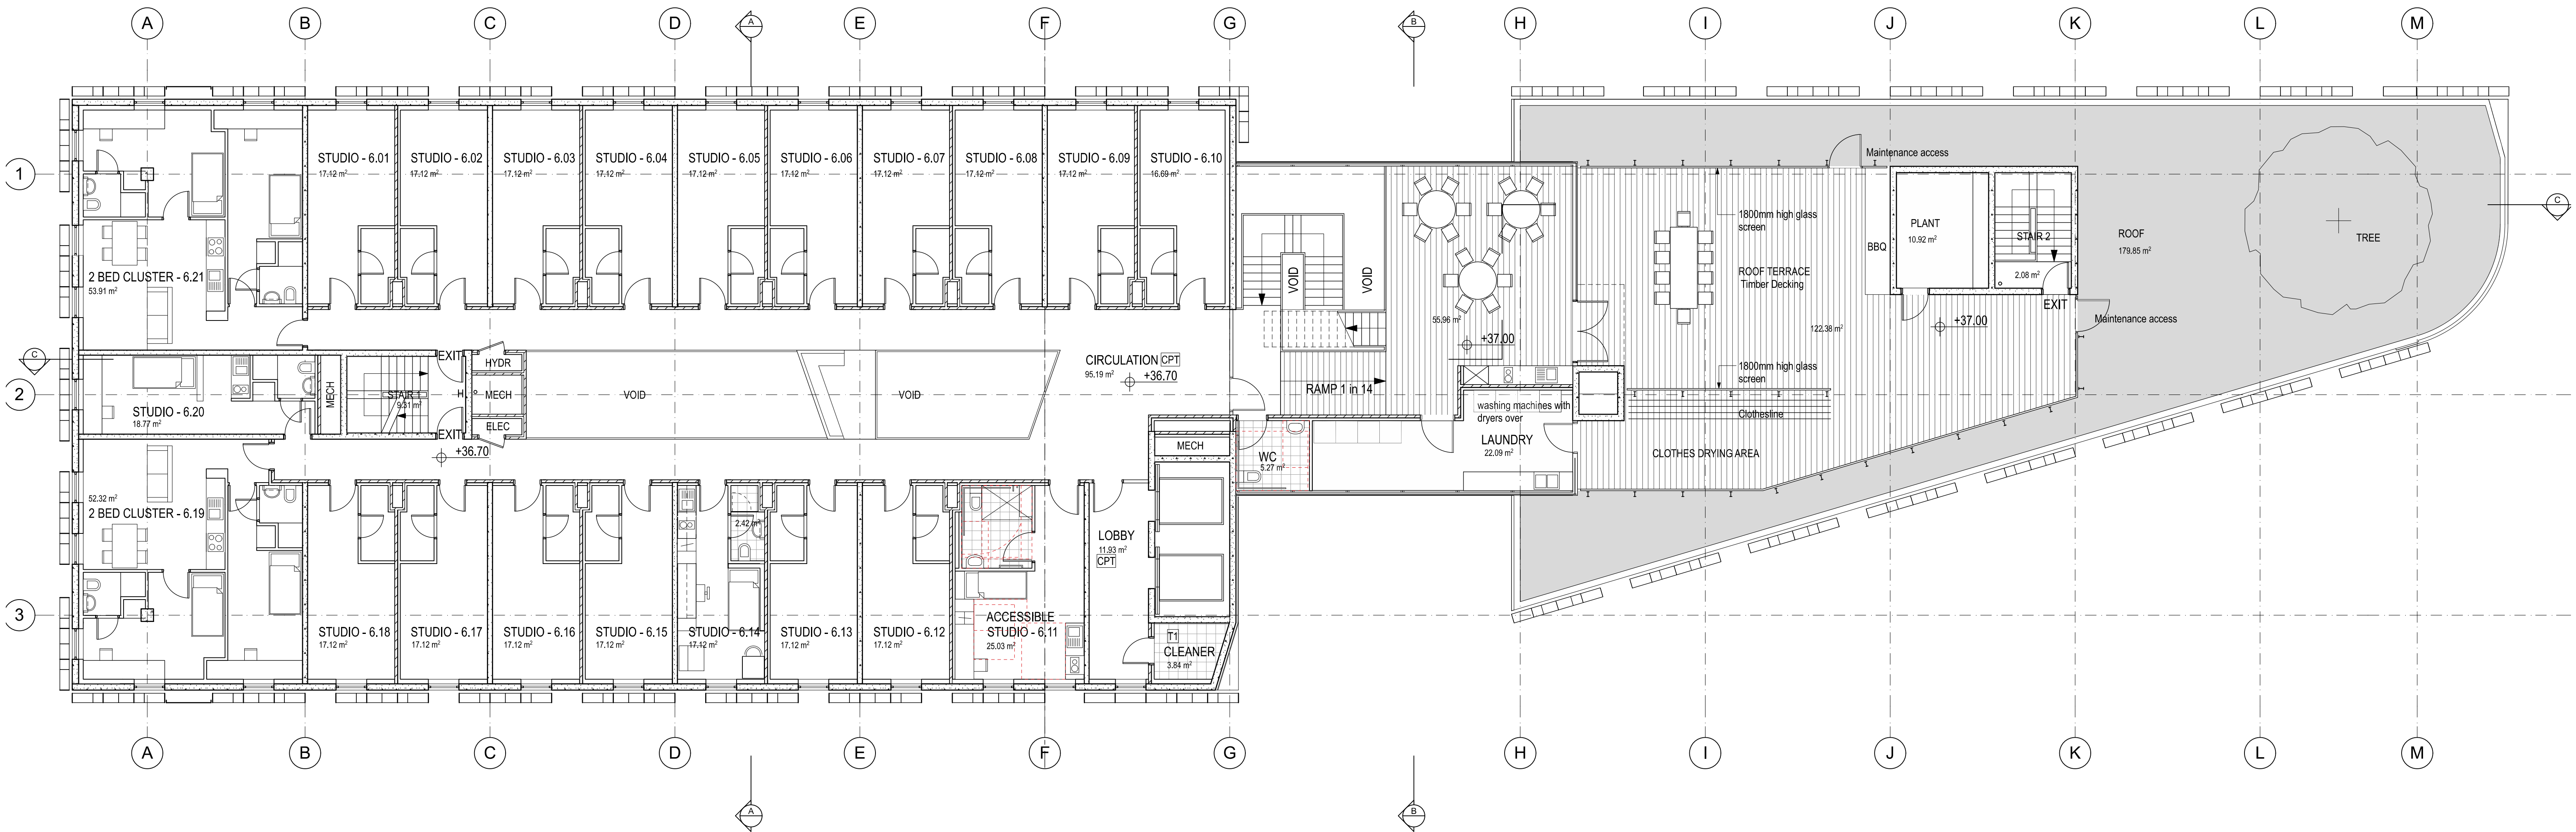 A B C D E F G H I J K L M
A
B
1
STUDIO - 6.01
17.12 m²
STUDIO - 6.02
17.12 m²
STUDIO - 6.03
17.12 m²
STUDIO - 6.04
17.12 m²
STUDIO - 6.05
17.12 m²
STUDIO - 6.06
17.12 m²
STUDIO - 6.07
17.12 m²
STUDIO - 6.08
17.12 m²
STUDIO - 6.09
17.12 m²
STUDIO - 6.10
16.69 m²
Maintenance access
1800mm high glass
screen
PLANT
10.92 m²
STAIR 2
2.08 m²
ROOF
179.85 m²
TREE
C
BBQ
2 BED CLUSTER - 6.21
53.91 m²
VOID
VOID
ROOF TERRACE
Timber Decking
EXIT
55.96 m²
+37.00
122.38 m²
+37.00
Maintenance access
C
EXIT
HYDR
CIRCULATION CPT
95.19 m²
+36.70
1800mm high glass
screen
2
MECH
STAIR 1
9.31 m²
H
MECH
VOID
VOID
RAMP 1 in 14
STUDIO - 6.20
18.77 m²
washing machines with
dryers over
Clothesline
EXIT
ELEC
MECH
LAUNDRY
22.09 m²
+36.70
WC
5.27 m²
CLOTHES DRYING AREA
52.32 m²
2 BED CLUSTER - 6.19
2.42
LOBBY
11.93 m²
CPT
3
ACCESSIBLE
STUDIO - 6.18
17.12 m²
STUDIO - 6.17
17.12 m²
STUDIO - 6.16
17.12 m²
STUDIO - 6.15
17.12 m²
STUDIO - 6.14
17.12 m²
STUDIO - 6.13
17.12 m²
STUDIO - 6.12
17.12 m²
STUDIO - 6.11
25.03 m²
T1
CLEANER
3.84 m²
A B C D E F G H I J K L M
A
B